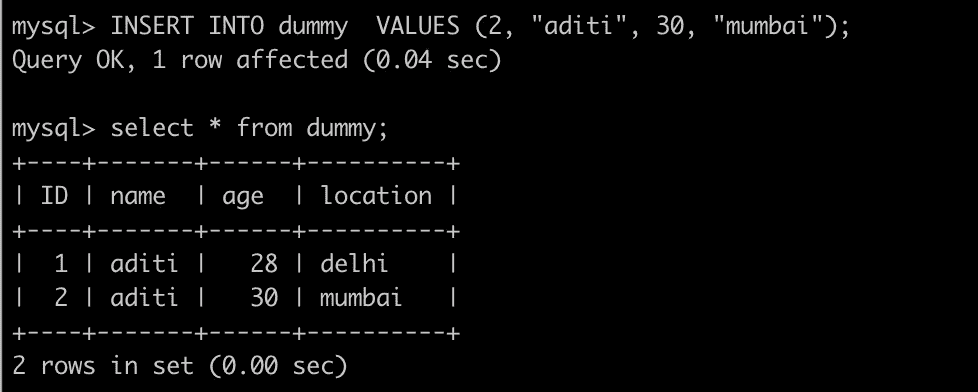 mysql> INSERT INTO dummy  VALUES (2, "aditi", 30, "mumbai");
Query OK, 1 row affected (0.04 sec)

mysql> select * from dummy;
+----+-------+------+----------+
| ID | name  | age  | location |
+----+-------+------+----------+
|  1 | aditi |   28 | delhi    |
|  2 | aditi |   30 | mumbai   |
+----+-------+------+----------+
2 rows in set (0.00 sec)